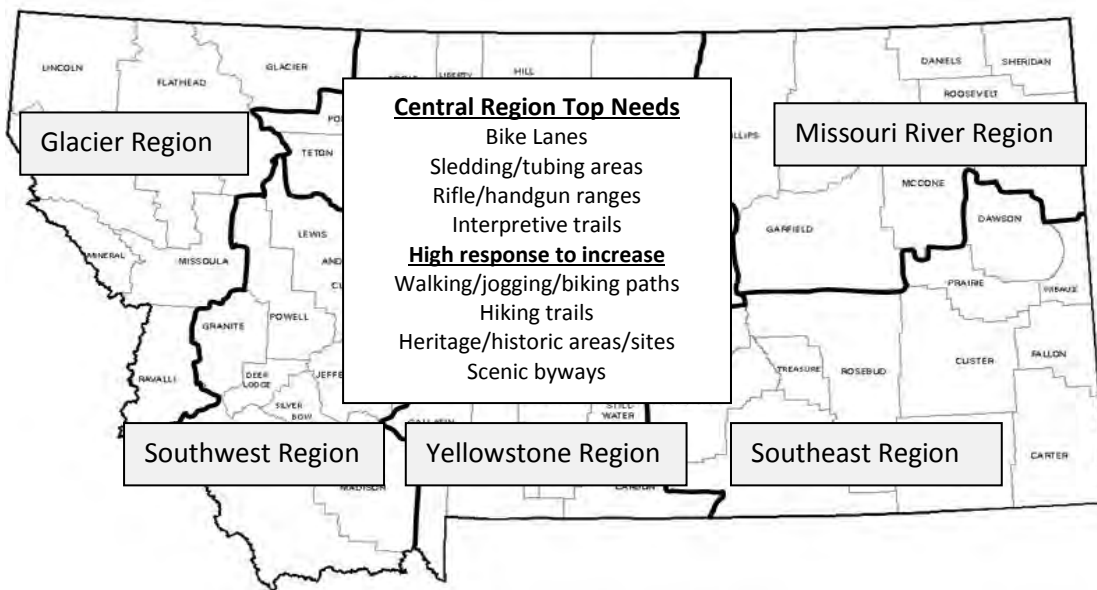 LINCOLN
FLATHEAD
GLACIER
LIBERTY
HILL
DANIELS
SHERIDAN
ROOSEVELT
Glacier Region
Central Region Top Needs
Bike Lanes
Sledding/tubing areas
Rifle/handgun ranges
Interpretive trails
High response to increase
Walking/jogging/biking paths
Hiking trails
Heritage/historic areas/sites
Scenic byways
Missouri River Region
TETON
MCCONE
DAWSON
GARFIELD
LEWIS
MINERAL
MISSOULA
POWELL
GRANITE
PRAIRIE
WIBAUX
RAVALLI
DEER
LODGE
SILVER
BOW
TREASURE
ROSEBUD
CUSTER
FALLON
STILL
WATER
Southwest Region
Yellowstone Region
Southeast Region
CARTER
MADISON
CARBON